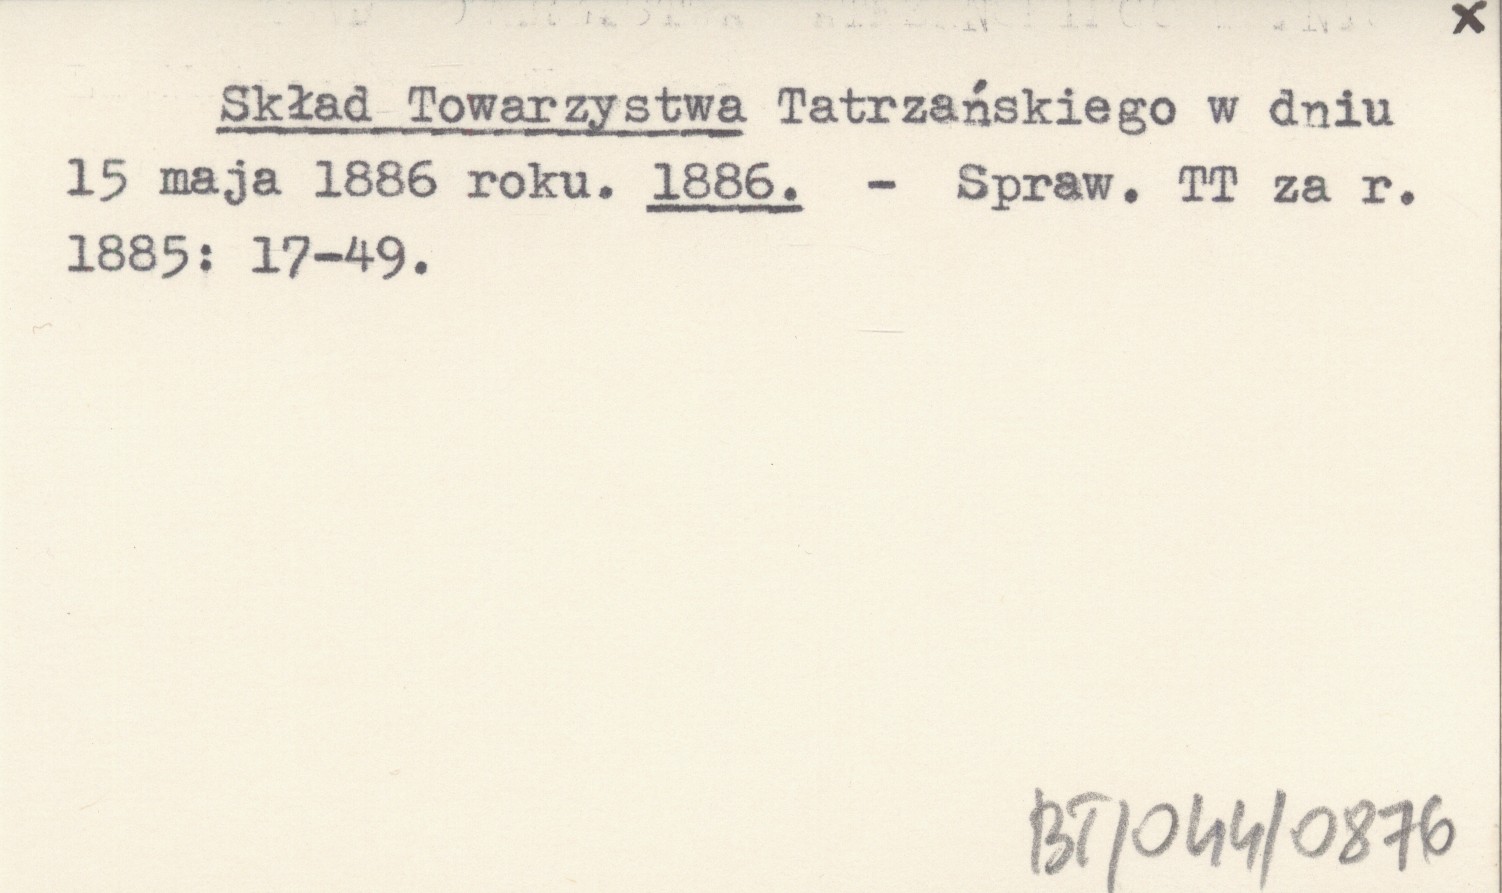 x
Skład Towarzystwa Tatrzańskiego w dniu
15 maja 1886 roku. 1886. - Spraw. TT za r.
1885: 17-49.
BT/044/0876